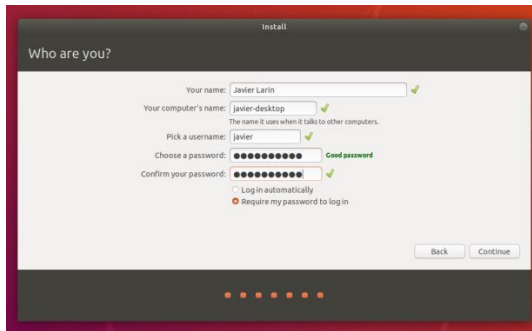 Install
Who are you?
Your name: Javier Larin
Your computer's name: javier-desktop
The name it uses when it talks to other computers.
Pick a username: javier
Choose a password: ●●●●●●●●●● Good password
Confirm your password: ●●●●●●●●●●
Log in automatically
Require my password to log in
Back Continue